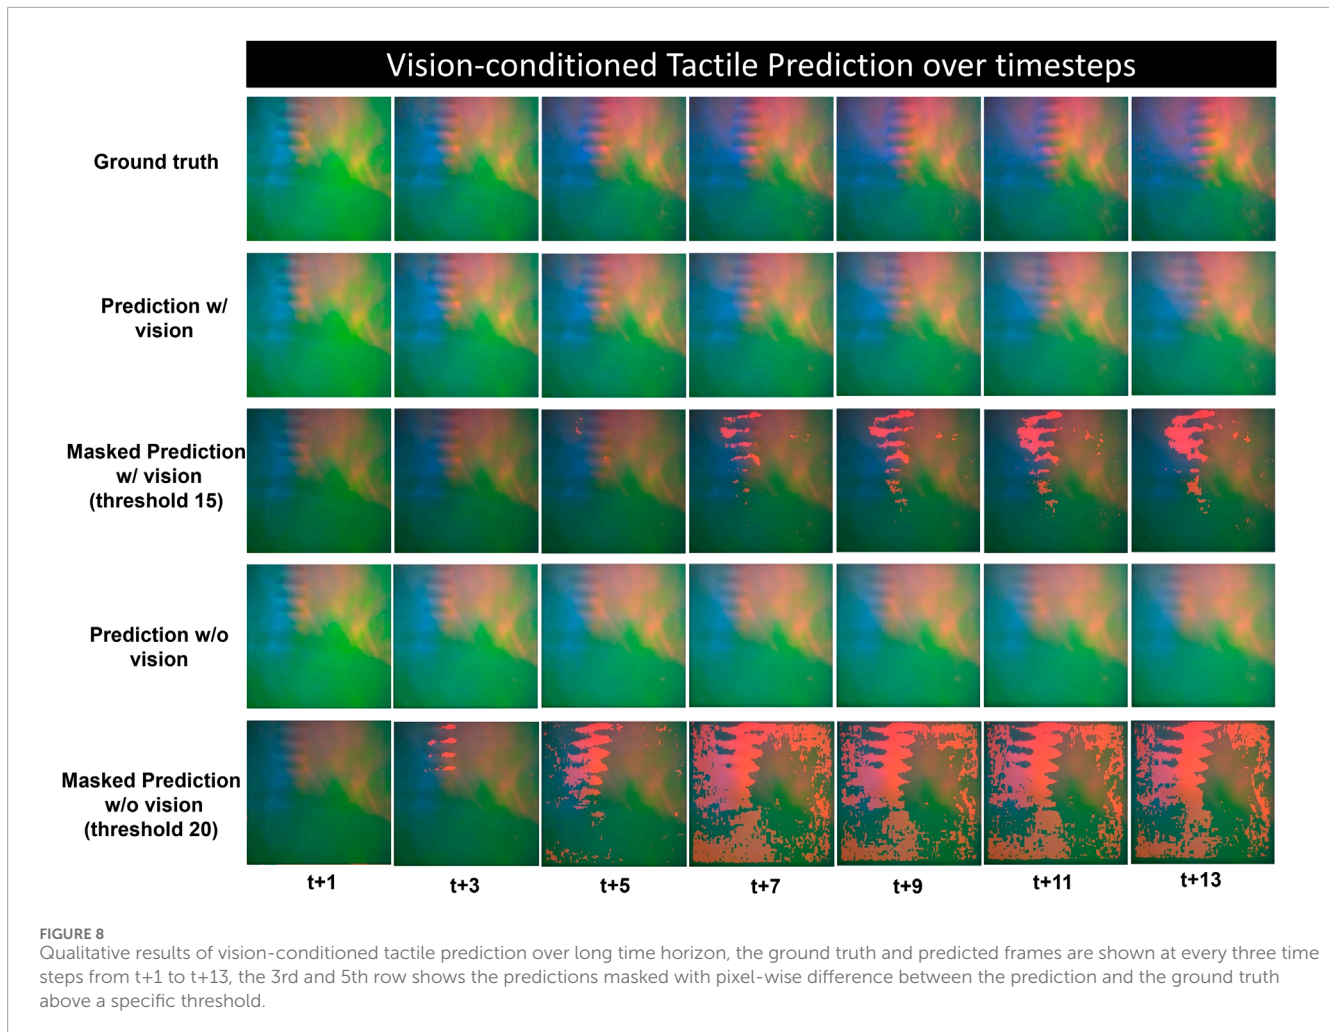 Vision-conditioned Tactile Prediction over timesteps
Ground truth
Prediction w/
vision
Masked Prediction
w/ vision
(threshold 15)
Prediction w/o
vision
Masked Prediction
w/o vision
(threshold 20)
t+1
t+3
t+5
t+7
t+9
t+11
t+13
FIGURE 8
Qualitative results of vision-conditioned tactile prediction over long time horizon, the ground truth and predicted frames are shown at every three time
steps from t+1 to t+13, the 3rd and 5th row shows the predictions masked with pixel-wise difference between the prediction and the ground truth
above a specific threshold.